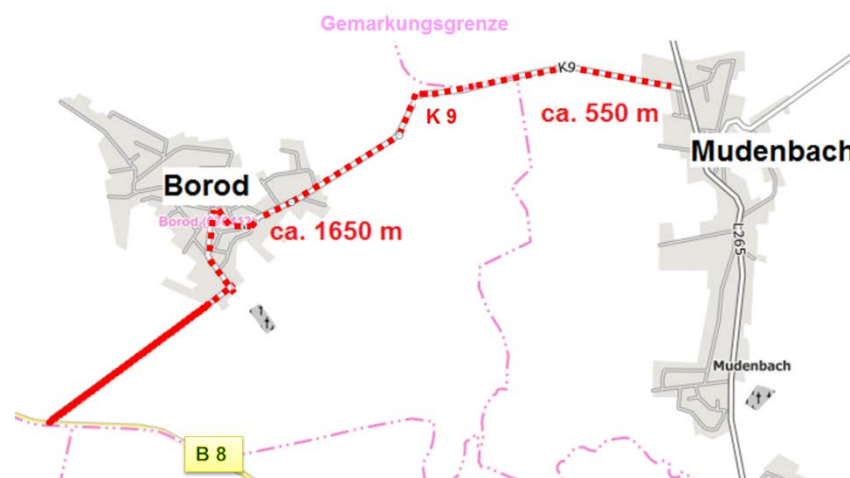 Gemarkungsgrenze
K9
K 9
ca. 550 m
Mudenbach
Borod
ca. 1650 m
L265
Mudenbach
B 8